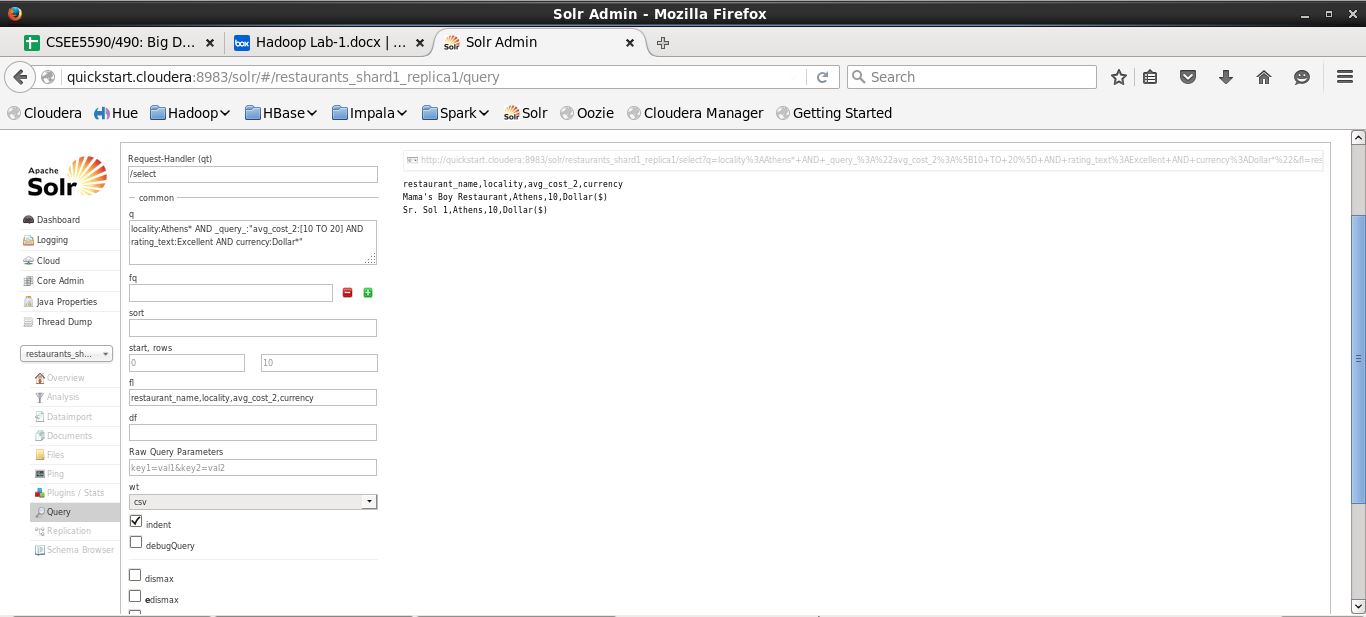 Solr Admin - Mozilla Firefox
CSEE5590/490: Big D... Hadoop Lab-1.docx | ... Solr Admin
quickstart.cloudera:8983/solr/#/restaurants_shard1_replica1/query Search
Cloudera Hue Hadoop HBase Impala Spark Solr Oozie Cloudera Manager Getting Started
Apache
Solr
Dashboard
Logging
Cloud
Core Admin
Java Properties
Thread Dump
restaurants_sh...
Overview
Analysis
Dataimport
Documents
Files
Ping
Plugins / Stats
Query
Replication
Schema Browser
Request-Handler (qt)
/select
common
q
locality:Athens* AND _query_:"avg_cost_2:[10 TO 20] AND
rating_text:Excellent AND currency:Dollar*"
fq
sort
start, rows
0 10
fl
restaurant_name,locality,avg_cost_2,currency
df
Raw Query Parameters
key1=val1&key2=val2
wt
csv
indent
debugQuery
dismax
edismax
http://quickstart.cloudera:8983/solr/restaurants_shard1_replica1/select?q=locality%3AAthens*+AND+_query_%3A%22avg_cost_2%3A%5B10+TO+20%5D+AND+rating_text%3AExcellent+AND+currency%3ADollar*%22&fl=res
restaurant_name,locality,avg_cost_2,currency
Mama's Boy Restaurant,Athens,10,Dollar($)
Sr. Sol 1,Athens,10,Dollar($)